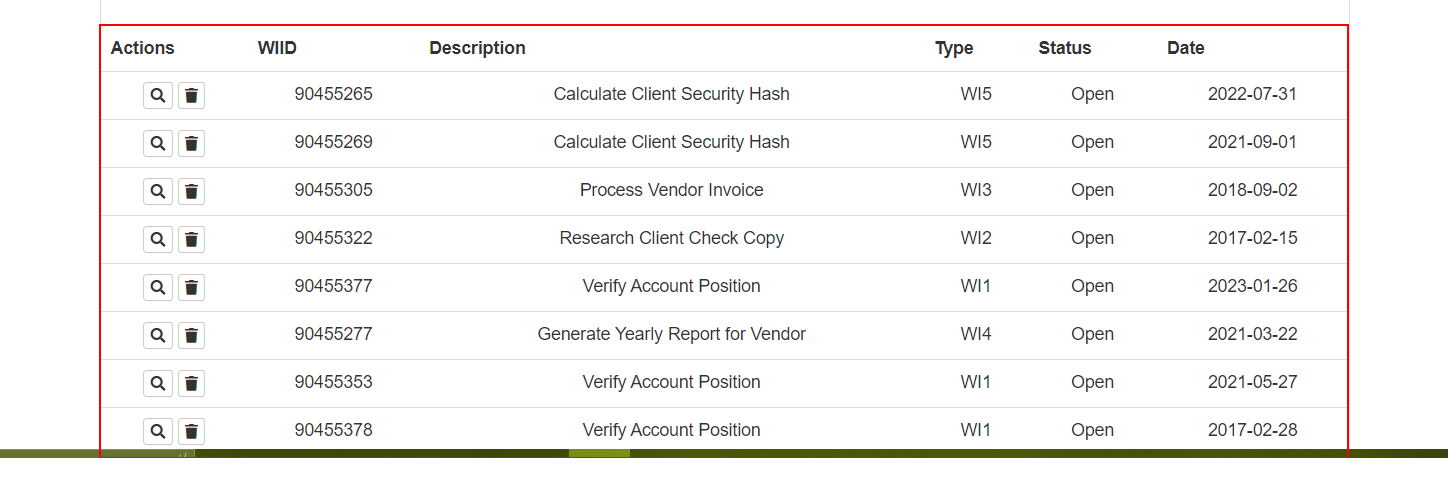 Actions WIID Description Type Status Date
90455265 Calculate Client Security Hash WI5 Open 2022-07-31
90455269 Calculate Client Security Hash WI5 Open 2021-09-01
90455305 Process Vendor Invoice WI3 Open 2018-09-02
90455322 Research Client Check Copy WI2 Open 2017-02-15
90455377 Verify Account Position WI1 Open 2023-01-26
90455277 Generate Yearly Report for Vendor WI4 Open 2021-03-22
90455353 Verify Account Position WI1 Open 2021-05-27
90455378 Verify Account Position WI1 Open 2017-02-28